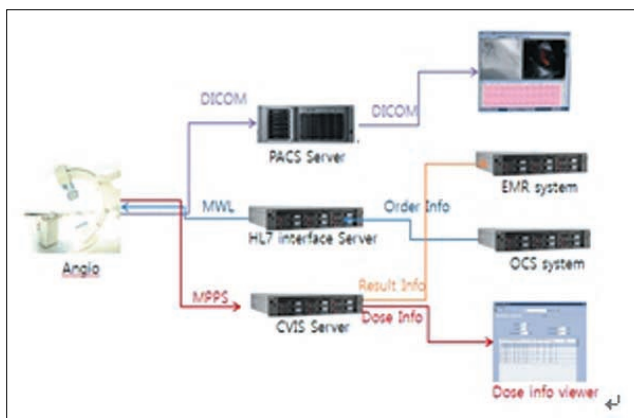 DICOM
DICOM
PACS Server
EMR system
MWL
Order Info
HL7 interface Server
OCS system
Angio
Result Info
MPPS
Dose Info
CVIS Server
Dose info viewer